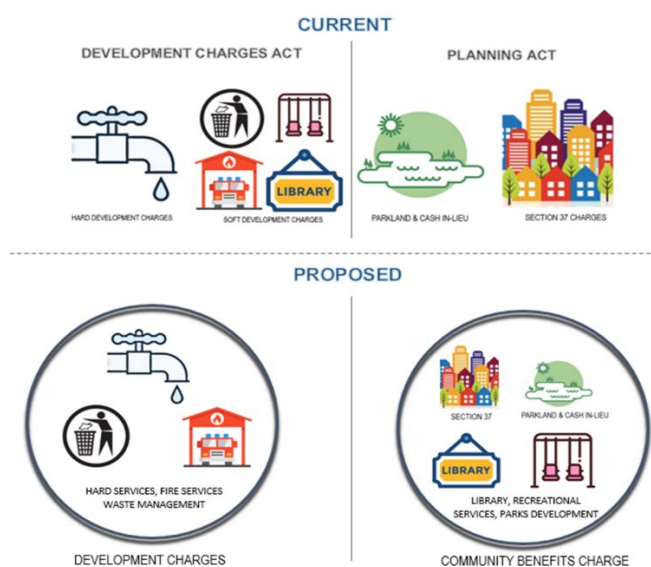 CURRENT
DEVELOPMENT CHARGES ACT
PLANNING ACT
LIBRARY
HARD DEVELOPMENT CHARGES
SOFT DEVELOPMENT CHARGES
PARKLAND & CASH IN-LIEU
SECTION 37 CHARGES
PROPOSED
HARD SERVICES, FIRE SERVICES
WASTE MANAGEMENT
DEVELOPMENT CHARGES
SECTION 37
PARKLAND & CASH IN-LIEU
LIBRARY
LIBRARY, RECREATIONAL
SERVICES, PARKS DEVELOPMENT
COMMUNITY BENEFITS CHARGE